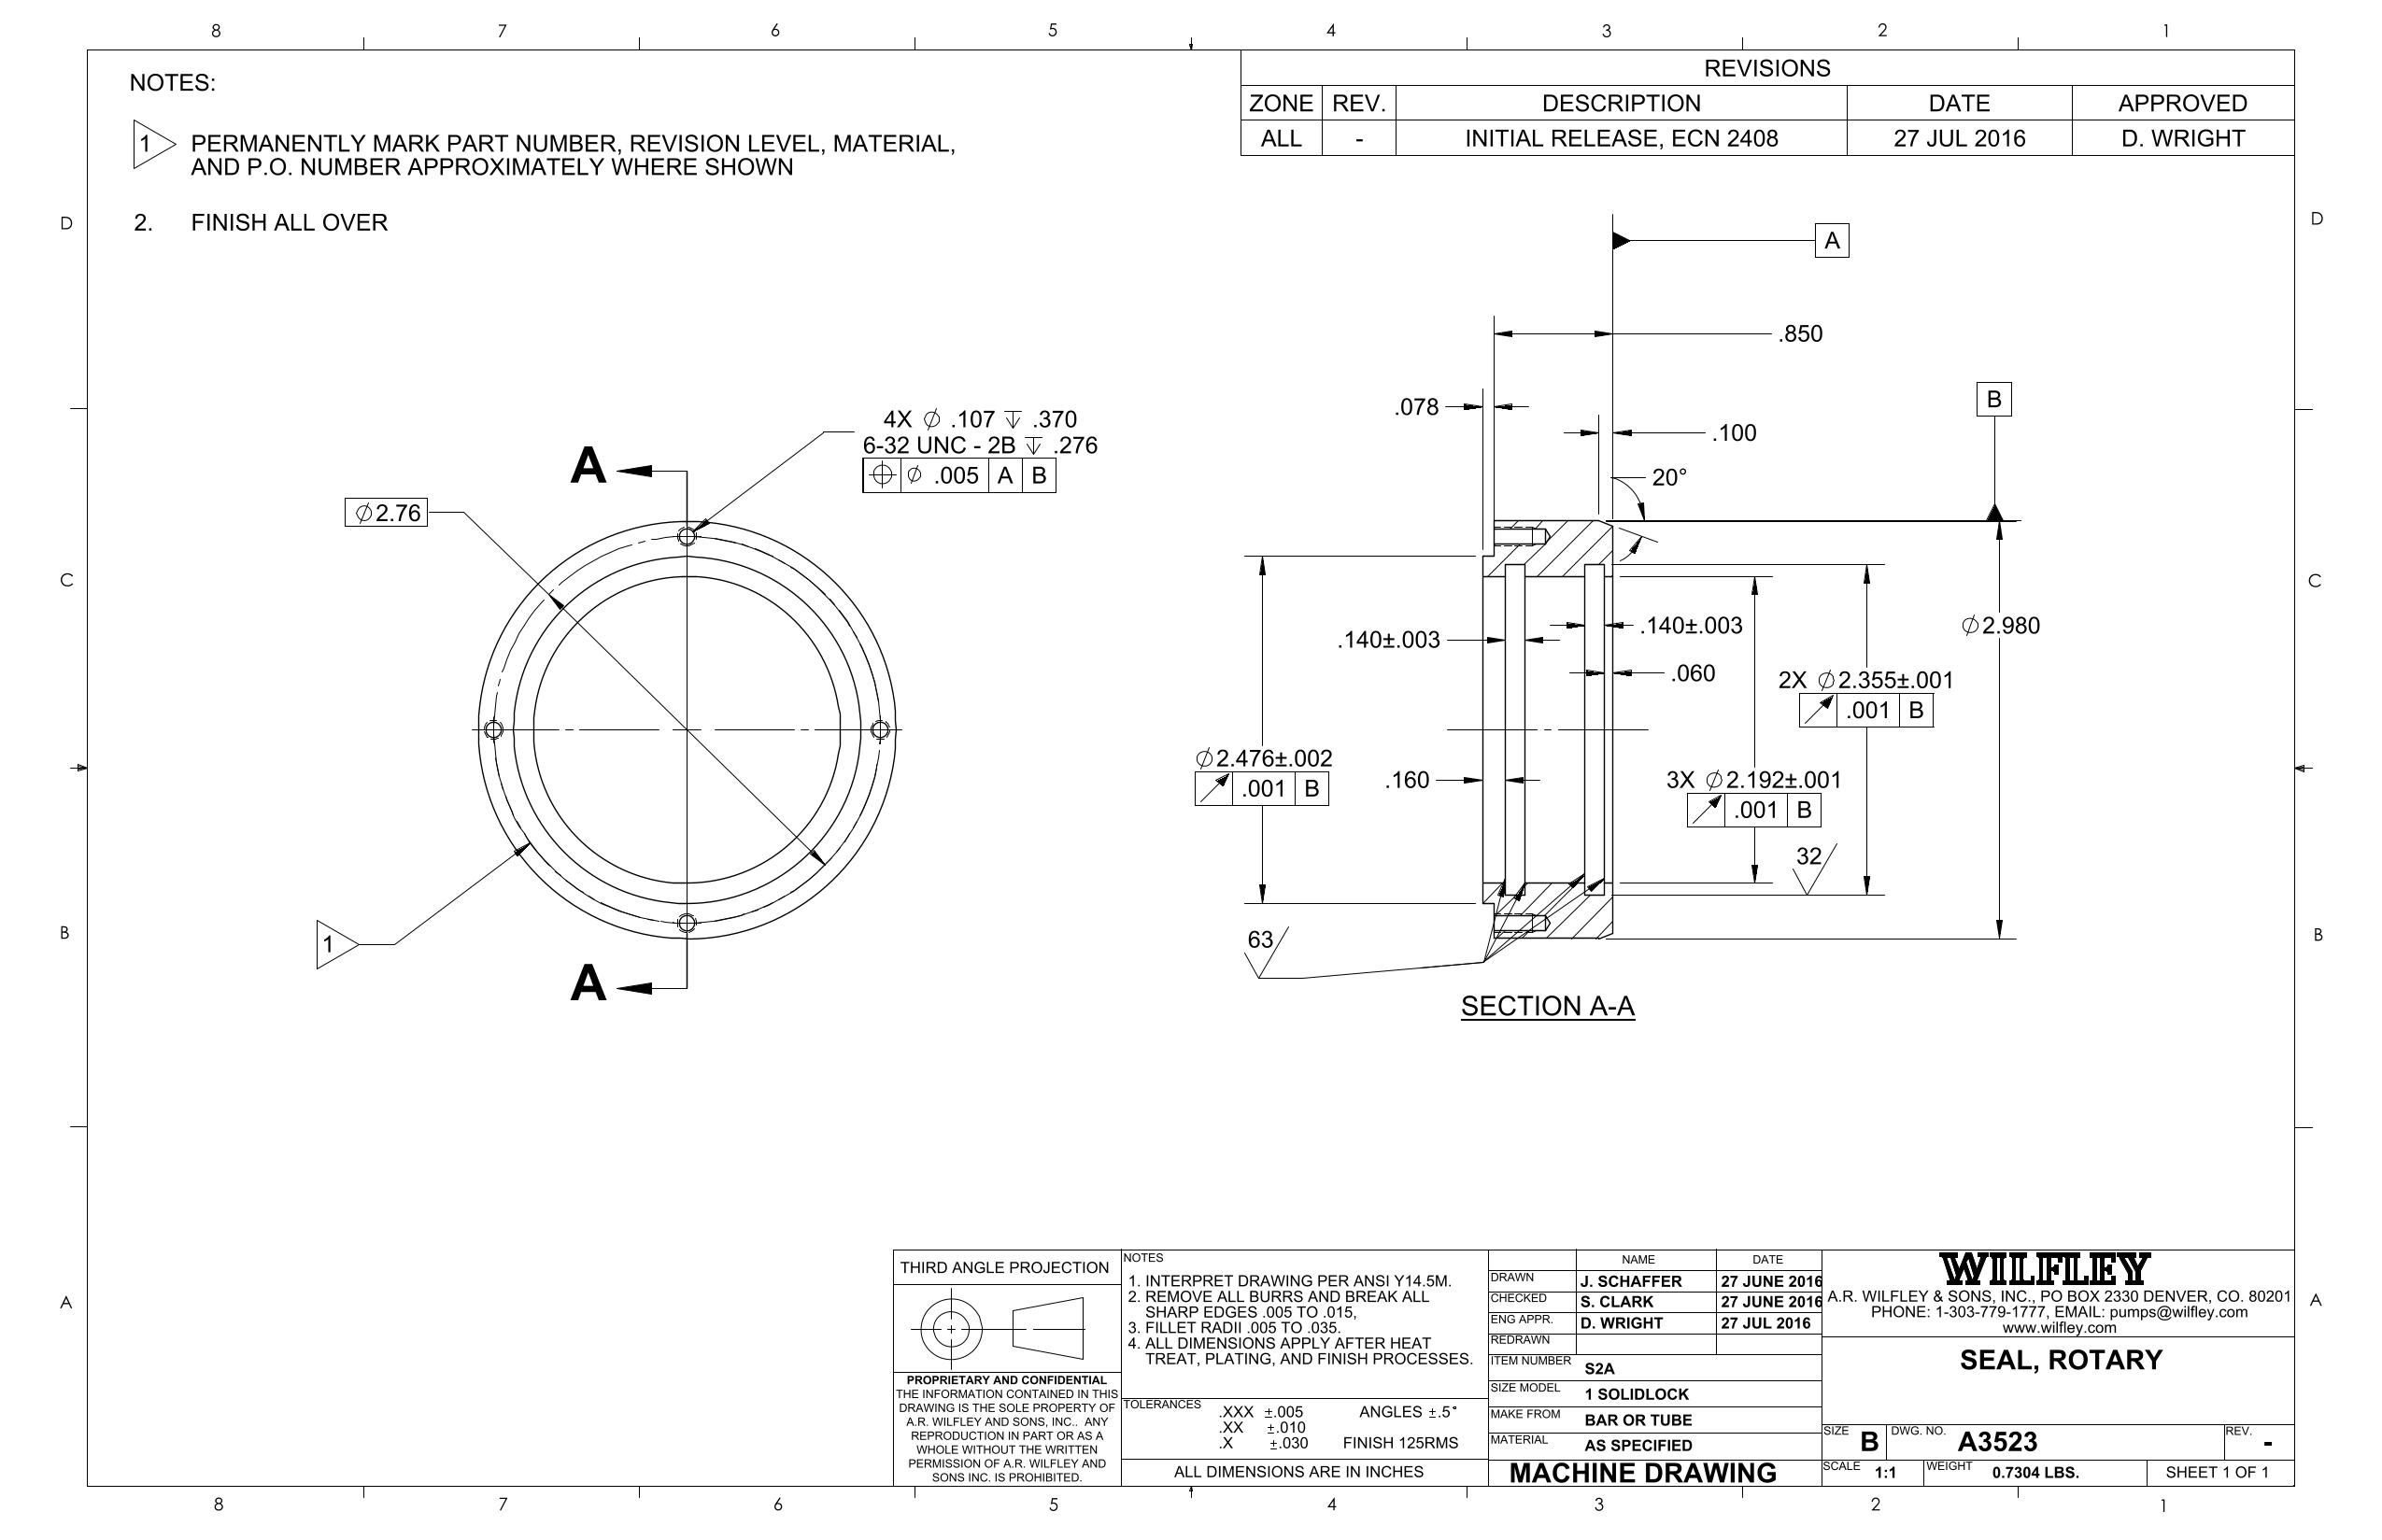 8 7 6 5 4 3 2 1
NOTES:
1 PERMANENTLY MARK PART NUMBER, REVISION LEVEL, MATERIAL,
AND P.O. NUMBER APPROXIMATELY WHERE SHOWN
2. FINISH ALL OVER
REVISIONS
ZONE REV. DESCRIPTION DATE APPROVED
ALL - INITIAL RELEASE, ECN 2408 27 JUL 2016 D. WRIGHT
D D
A
.850
B
.078
.100
20°
4X ⌀ .107 ↧ .370
6-32 UNC - 2B ↧ .276
⌖ ⌀ .005 A B
A
⌀2.76
C C
.140±.003
.140±.003
⌀2.980
.060
2X ⌀2.355±.001
↗ .001 B
⌀2.476±.002
↗ .001 B
.160
3X ⌀2.192±.001
↗ .001 B
32
63
1
B B
A
SECTION A-A
A A
THIRD ANGLE PROJECTION
PROPRIETARY AND CONFIDENTIAL
THE INFORMATION CONTAINED IN THIS
DRAWING IS THE SOLE PROPERTY OF
A.R. WILFLEY AND SONS, INC.. ANY
REPRODUCTION IN PART OR AS A
WHOLE WITHOUT THE WRITTEN
PERMISSION OF A.R. WILFLEY AND
SONS INC. IS PROHIBITED.
NOTES
1. INTERPRET DRAWING PER ANSI Y14.5M.
2. REMOVE ALL BURRS AND BREAK ALL
SHARP EDGES .005 TO .015,
3. FILLET RADII .005 TO .035.
4. ALL DIMENSIONS APPLY AFTER HEAT
TREAT, PLATING, AND FINISH PROCESSES.
TOLERANCES
.XXX ±.005 ANGLES ±.5°
.XX ±.010
.X ±.030 FINISH 125RMS
ALL DIMENSIONS ARE IN INCHES
NAME DATE
DRAWN J. SCHAFFER 27 JUNE 2016
CHECKED S. CLARK 27 JUNE 2016
ENG APPR. D. WRIGHT 27 JUL 2016
REDRAWN
ITEM NUMBER S2A
SIZE MODEL 1 SOLIDLOCK
MAKE FROM BAR OR TUBE
MATERIAL AS SPECIFIED
MACHINE DRAWING
WILFLEY
A.R. WILFLEY & SONS, INC., PO BOX 2330 DENVER, CO. 80201
PHONE: 1-303-779-1777, EMAIL: pumps@wilfley.com
www.wilfley.com
SEAL, ROTARY
SIZE B DWG. NO. A3523 REV. -
SCALE 1:1 WEIGHT 0.7304 LBS. SHEET 1 OF 1
8 7 6 5 4 3 2 1